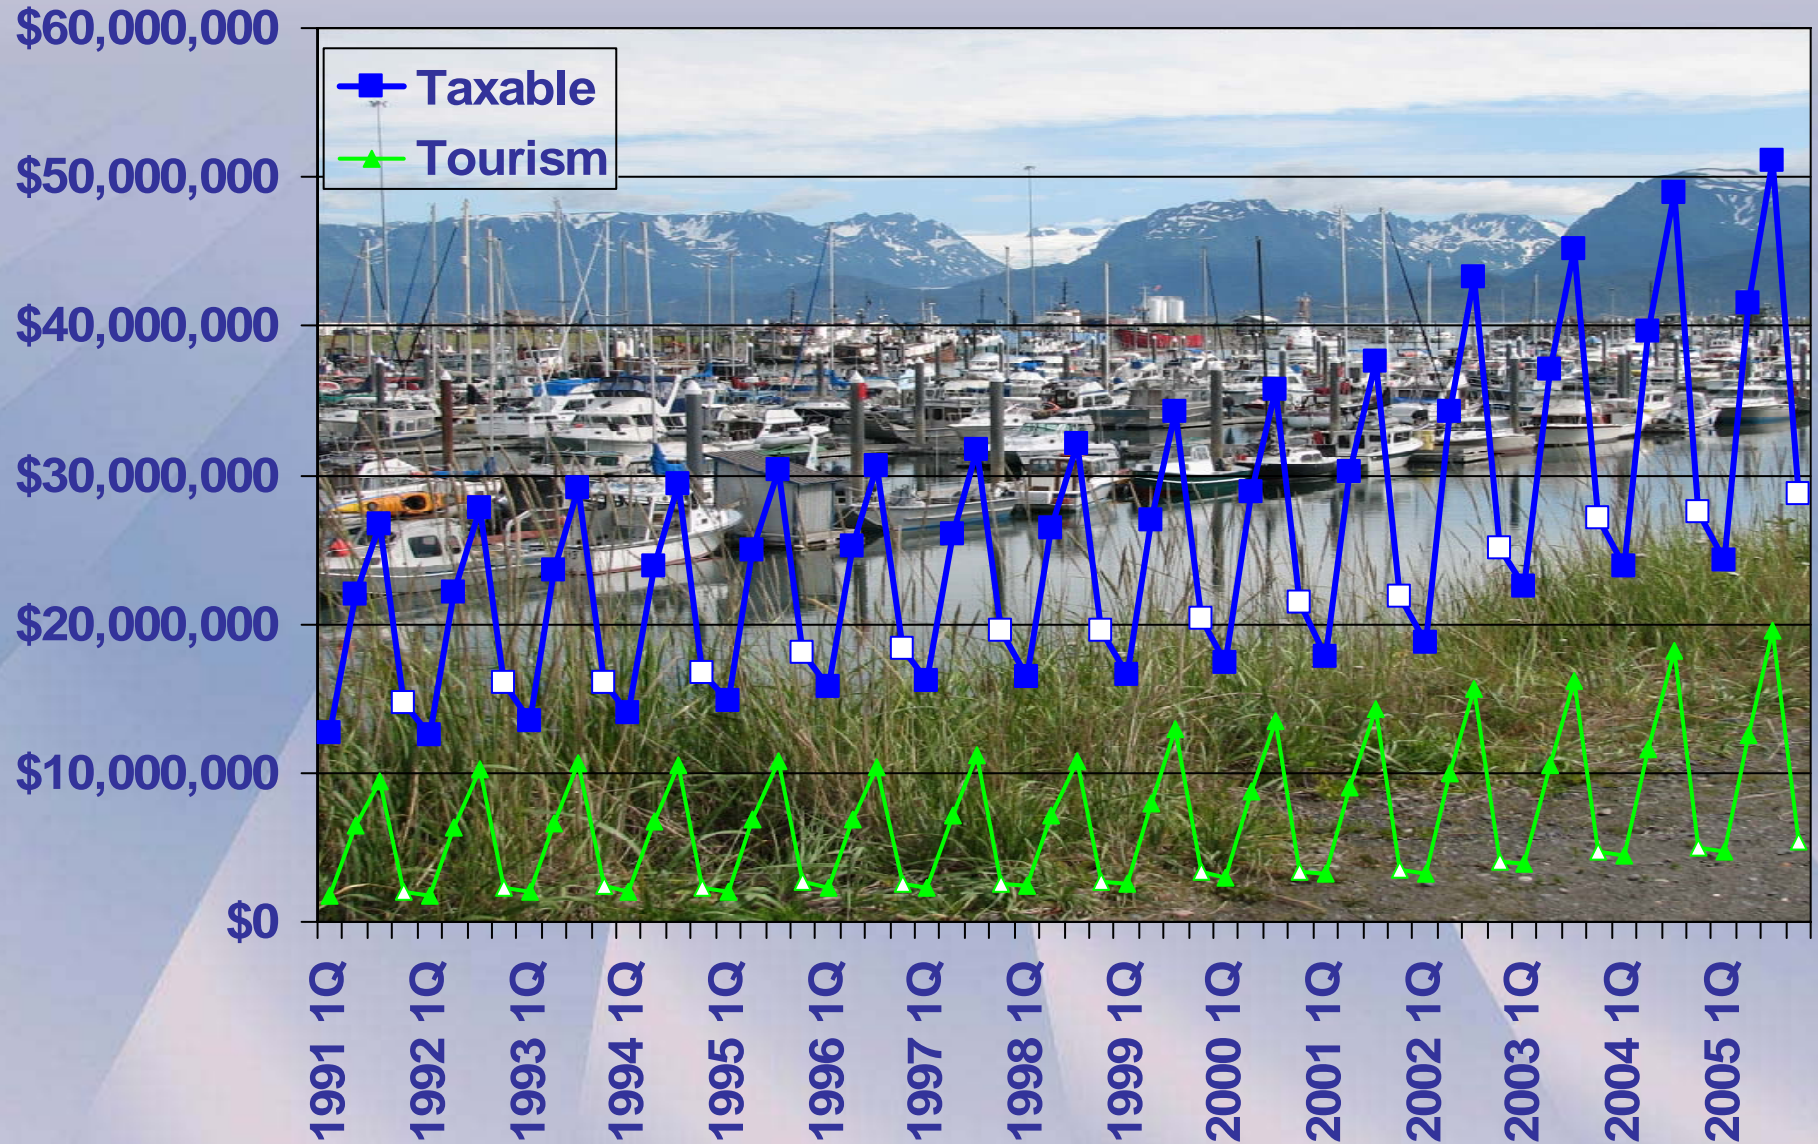 $60,000,000
$50,000,000
$40,000,000
$30,000,000
$20,000,000
$10,000,000
$0
Taxable
Tourism
1991 1Q
1992 1Q
1993 1Q
1994 1Q
1995 1Q
1996 1Q
1997 1Q
1998 1Q
1999 1Q
2000 1Q
2001 1Q
2002 1Q
2003 1Q
2004 1Q
2005 1Q